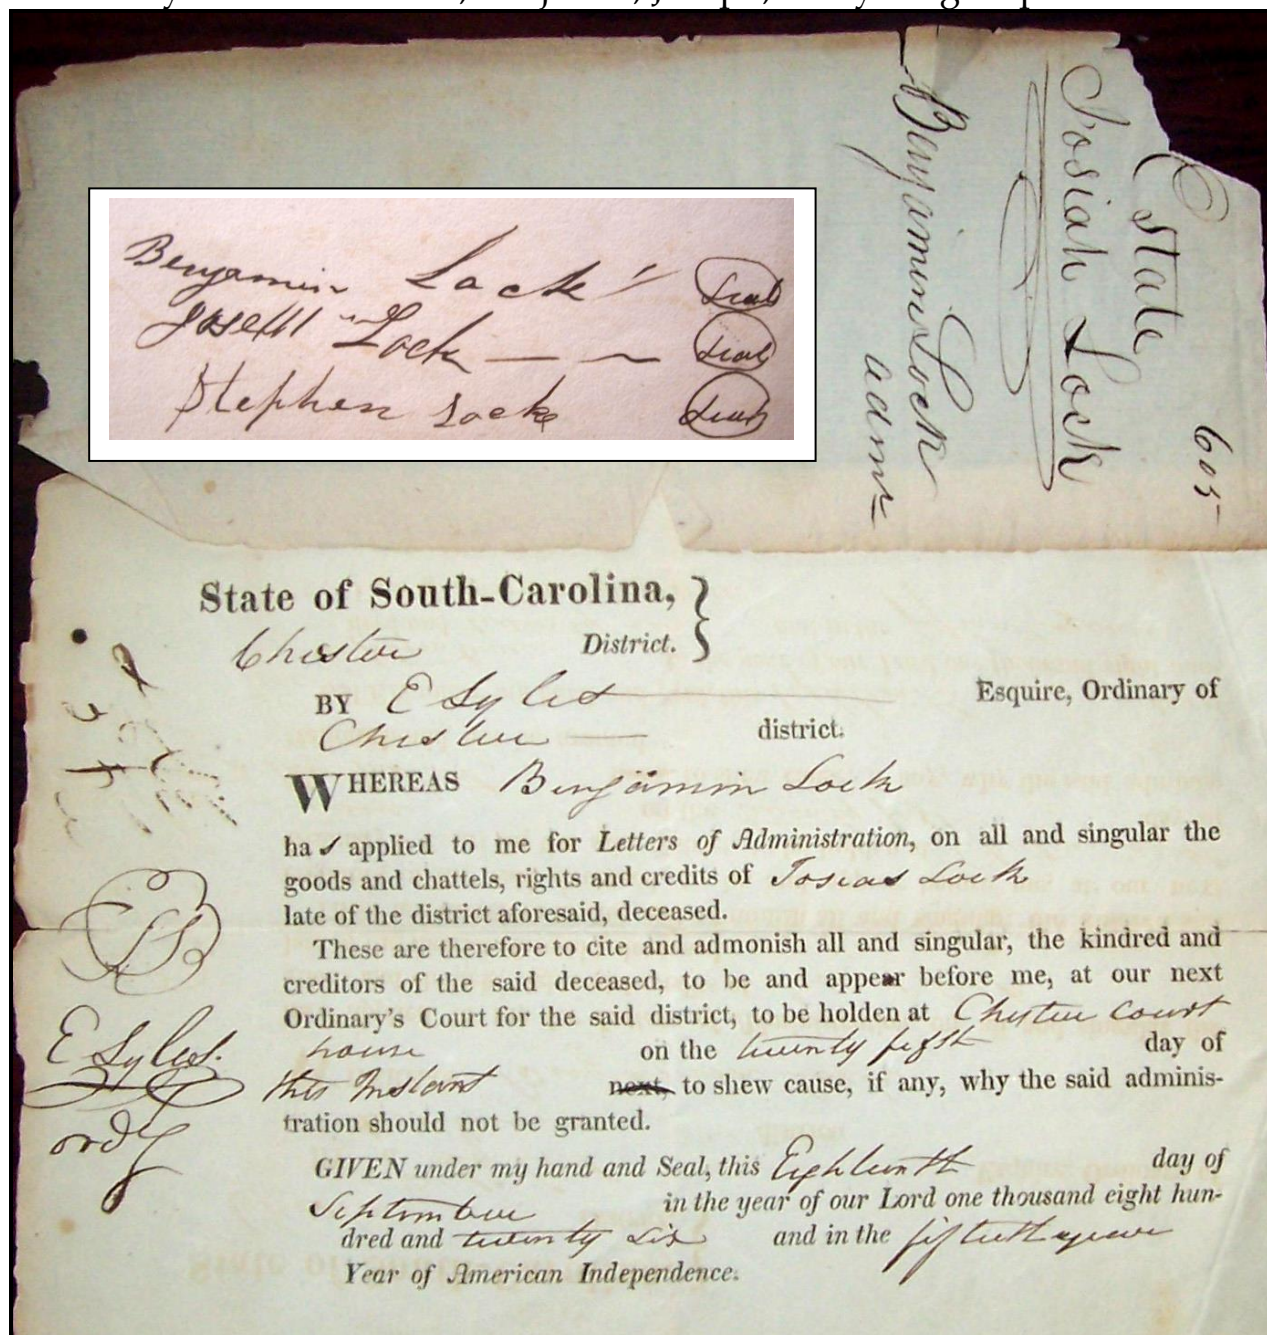 Estate
Josiah Lock
Benjamin Lock
admr
605
Benjamin Lock
Joseph Lock
Stephen Locke
Seal
Seal
Seal
State of South-Carolina,
Chester District.
BY E Lyles Esquire, Ordinary of
Chester district.
WHEREAS Benjamin Lock
has applied to me for Letters of Administration, on all and singular the
goods and chattels, rights and credits of Josias Lock
late of the district aforesaid, deceased.
These are therefore to cite and admonish all and singular, the kindred and
creditors of the said deceased, to be and appear before me, at our next
Ordinary's Court for the said district, to be holden at Chester Court
house on the twenty fifth day of
this Instant next, to shew cause, if any, why the said adminis-
tration should not be granted.
GIVEN under my hand and Seal, this Eighteenth day of
September in the year of our Lord one thousand eight hun-
dred and twenty six and in the fiftieth year
Year of American Independence.
LS
E Lyles
ordy